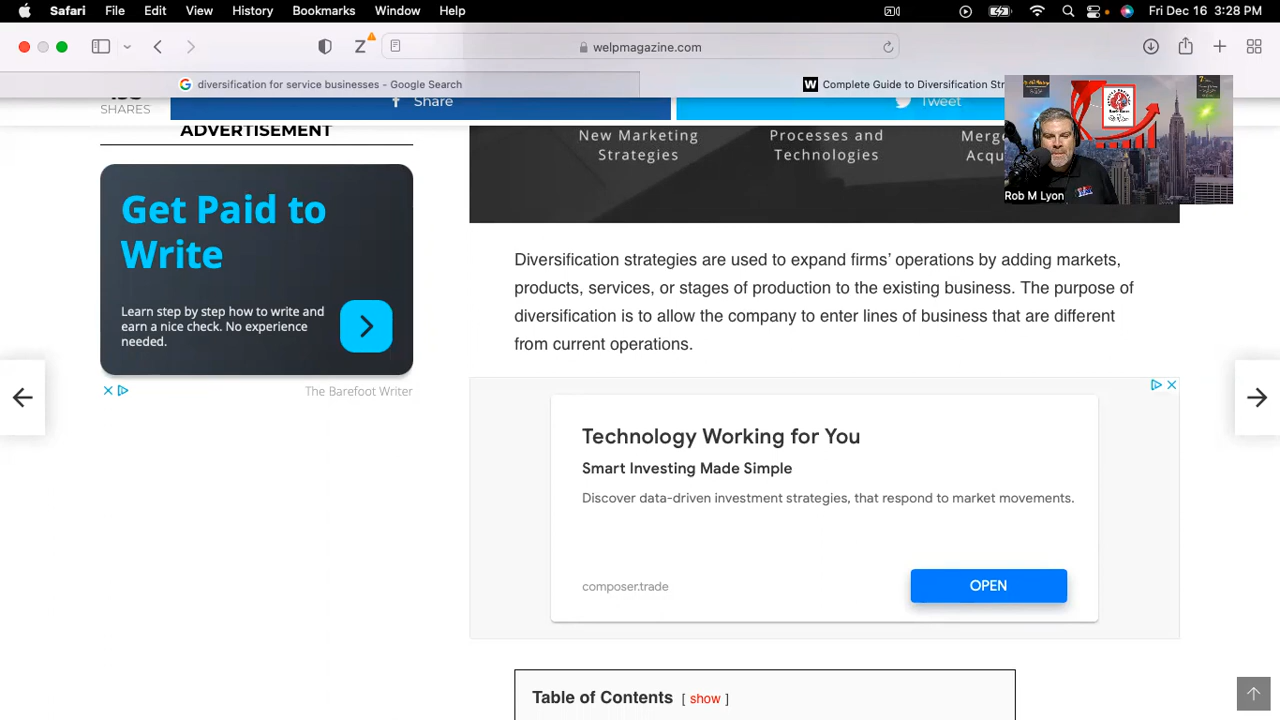 Safari File Edit View History Bookmarks Window Help Fri Dec 16 3:28 PM
welpmagazine.com
diversification for service businesses - Google Search
Complete Guide to Diversification Str
SHARES
Share
Tweet
ADVERTISEMENT
Get Paid to
Write
Learn step by step how to write and
earn a nice check. No experience
needed.
The Barefoot Writer
New Marketing
Strategies
Processes and
Technologies
Merge
Acqu
Rob M Lyon
Diversification strategies are used to expand firms’ operations by adding markets,
products, services, or stages of production to the existing business. The purpose of
diversification is to allow the company to enter lines of business that are different
from current operations.
Technology Working for You
Smart Investing Made Simple
Discover data-driven investment strategies, that respond to market movements.
composer.trade
OPEN
Table of Contents [ show ]